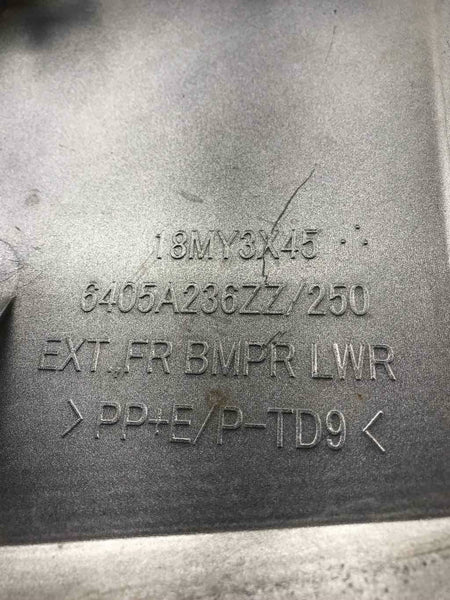 18MY3X45
6405A236ZZ/250
EXT.,FR BMPR LWR
>PP+E/P-TD9<